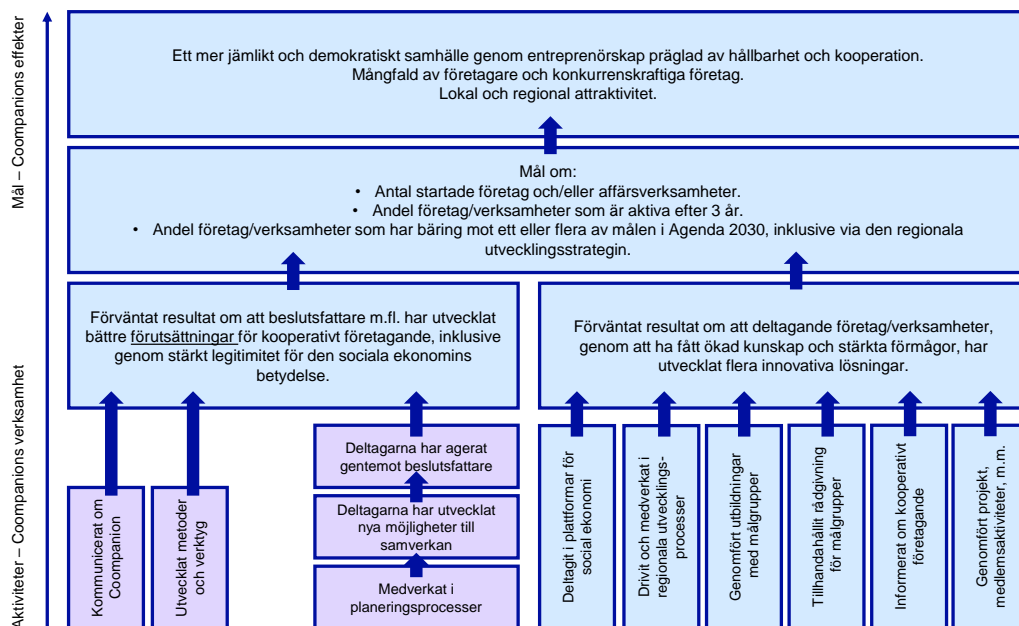 Mål – Coompanions effekter
Ett mer jämlikt och demokratiskt samhälle genom entreprenörskap präglad av hållbarhet och kooperation.
Mångfald av företagare och konkurrenskraftiga företag.
Lokal och regional attraktivitet.
Mål om:
• Antal startade företag och/eller affärsverksamheter.
• Andel företag/verksamheter som är aktiva efter 3 år.
• Andel företag/verksamheter som har bäring mot ett eller flera av målen i Agenda 2030, inklusive via den regionala
utvecklingsstrategin.
Aktiviteter – Coompanions verksamhet
Förväntat resultat om att beslutsfattare m.fl. har utvecklat
bättre förutsättningar för kooperativt företagande, inklusive
genom stärkt legitimitet för den sociala ekonomins
betydelse.
Förväntat resultat om att deltagande företag/verksamheter,
genom att ha fått ökad kunskap och stärkta förmågor, har
utvecklat flera innovativa lösningar.
Kommunicerat om
Coompanion
Utvecklat metoder
och verktyg
Deltagarna har agerat
gentemot beslutsfattare
Deltagarna har utvecklat
nya möjligheter till
samverkan
Medverkat i
planeringsprocesser
Deltagit i plattformar för
social ekonomi
Drivit och medverkat i
regionala utvecklings-
processer
Genomfört utbildningar
med målgrupper
Tillhandahållit rådgivning
för målgrupper
Informerat om kooperativt
företagande
Genomfört projekt,
medlemsaktiviteter, m.m.